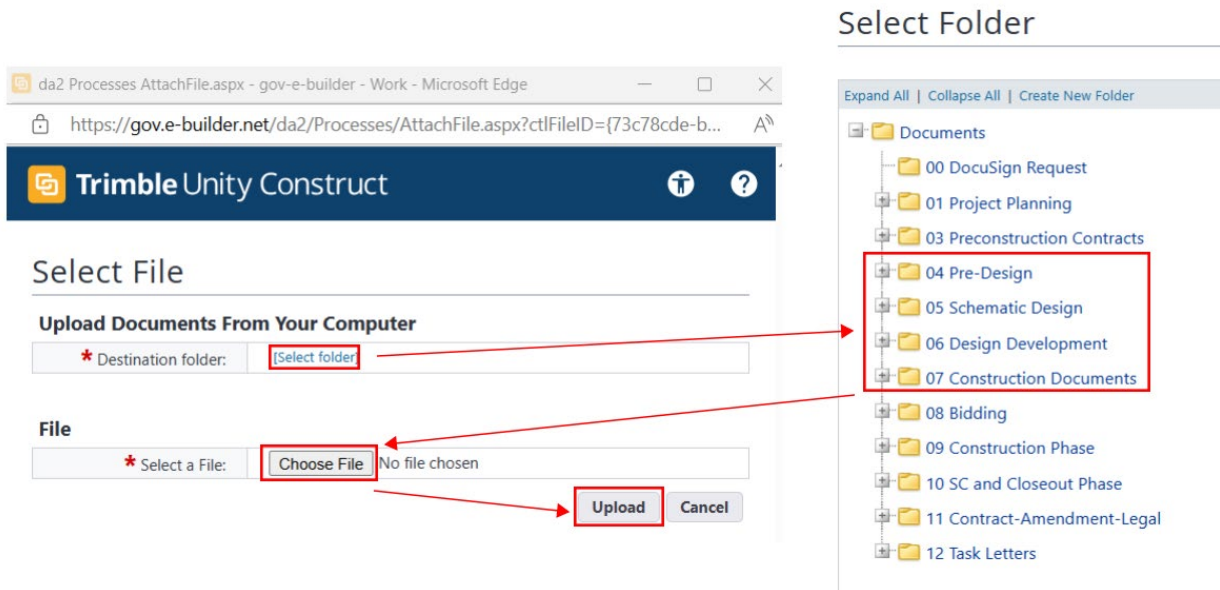 da2 Processes AttachFile.aspx - gov-e-builder - Work - Microsoft Edge
https://gov.e-builder.net/da2/Processes/AttachFile.aspx?ctlFileID={73c78cde-b...
Trimble Unity Construct
Select File
Upload Documents From Your Computer
* Destination folder: [Select folder]
File
* Select a File: Choose File No file chosen
Upload Cancel
Select Folder
Expand All | Collapse All | Create New Folder
Documents
00 DocuSign Request
01 Project Planning
03 Preconstruction Contracts
04 Pre-Design
05 Schematic Design
06 Design Development
07 Construction Documents
08 Bidding
09 Construction Phase
10 SC and Closeout Phase
11 Contract-Amendment-Legal
12 Task Letters